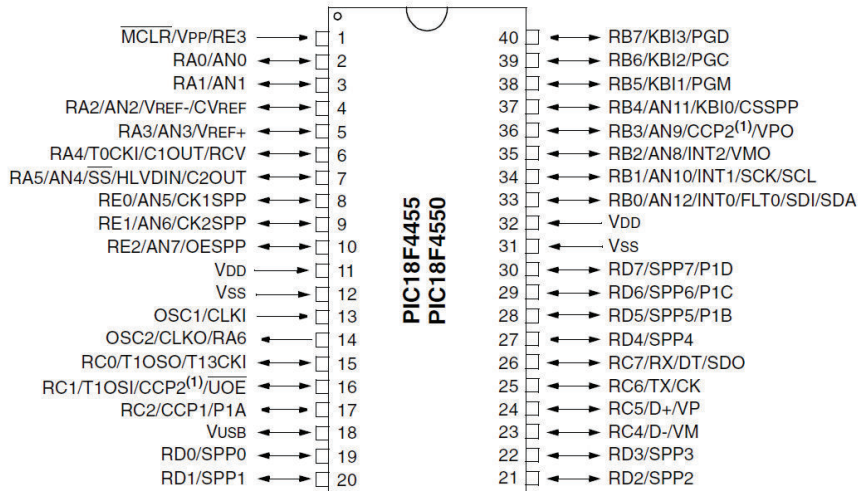 MCLR/VPP/RE3 1 40 RB7/KBI3/PGD
RA0/AN0 2 39 RB6/KBI2/PGC
RA1/AN1 3 38 RB5/KBI1/PGM
RA2/AN2/VREF-/CVREF 4 37 RB4/AN11/KBI0/CSSPP
RA3/AN3/VREF+ 5 36 RB3/AN9/CCP2(1)/VPO
RA4/T0CKI/C1OUT/RCV 6 35 RB2/AN8/INT2/VMO
RA5/AN4/SS/HLVDIN/C2OUT 7 34 RB1/AN10/INT1/SCK/SCL
RE0/AN5/CK1SPP 8 33 RB0/AN12/INT0/FLT0/SDI/SDA
RE1/AN6/CK2SPP 9 32 VDD
RE2/AN7/OESPP 10 31 VSS
VDD 11 30 RD7/SPP7/P1D
VSS 12 29 RD6/SPP6/P1C
OSC1/CLKI 13 28 RD5/SPP5/P1B
OSC2/CLKO/RA6 14 27 RD4/SPP4
RC0/T1OSO/T13CKI 15 26 RC7/RX/DT/SDO
RC1/T1OSI/CCP2(1)/UOE 16 25 RC6/TX/CK
RC2/CCP1/P1A 17 24 RC5/D+/VP
VUSB 18 23 RC4/D-/VM
RD0/SPP0 19 22 RD3/SPP3
RD1/SPP1 20 21 RD2/SPP2
PIC18F4455
PIC18F4550